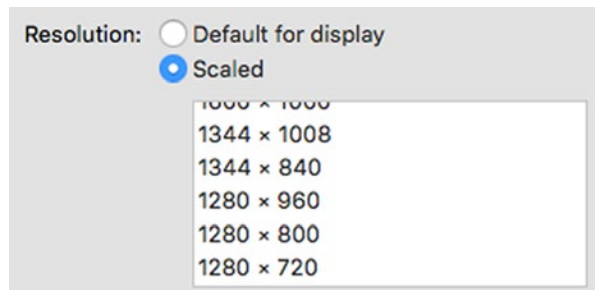 Resolution: Default for display
Scaled
1344 × 1008
1344 × 840
1280 × 960
1280 × 800
1280 × 720